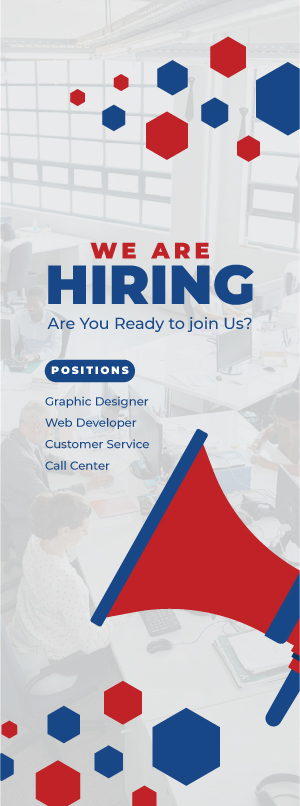 WE ARE
HIRING
Are You Ready to join Us?
POSITIONS
Graphic Designer
Web Developer
Customer Service
Call Center